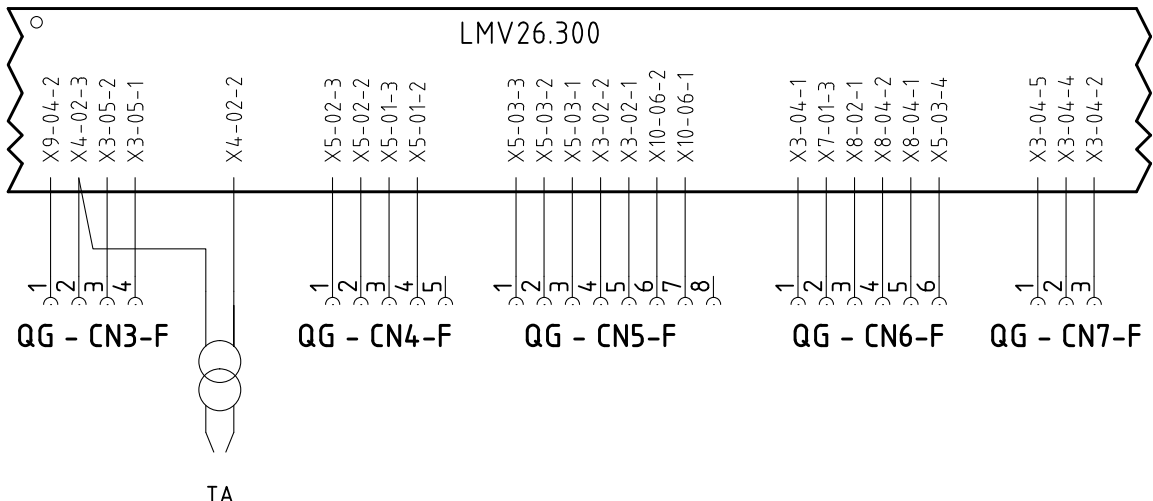 LMV26.300
X9-04-2
X4-02-3
X3-05-2
X3-05-1
X4-02-2
X5-02-3
X5-02-2
X5-01-3
X5-01-2
X5-03-3
X5-03-2
X5-03-1
X3-02-2
X3-02-1
X10-06-2
X10-06-1
X3-04-1
X7-01-3
X8-02-1
X8-04-2
X8-04-1
X5-03-4
X3-04-5
X3-04-4
X3-04-2
1 2 3 4
1 2 3 4 5
1 2 3 4 5 6 7 8
1 2 3 4 5 6
1 2 3
QG - CN3-F
QG - CN4-F
QG - CN5-F
QG - CN6-F
QG - CN7-F
TA